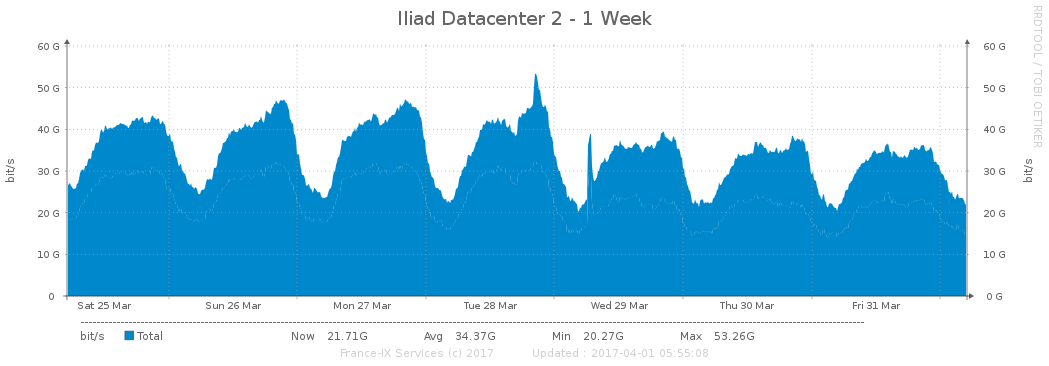 Iliad Datacenter 2 - 1 Week
RRDTOOL / TOBI OETIKER
60 G 60 G
50 G 50 G
40 G 40 G
30 G 30 G
20 G 20 G
10 G 10 G
0 0 G
bit/s bit/s
Sat 25 Mar Sun 26 Mar Mon 27 Mar Tue 28 Mar Wed 29 Mar Thu 30 Mar Fri 31 Mar
bit/s Total Now 21.71G Avg 34.37G Min 20.27G Max 53.26G
France-IX Services (c) 2017 Updated : 2017-04-01 05:55:08